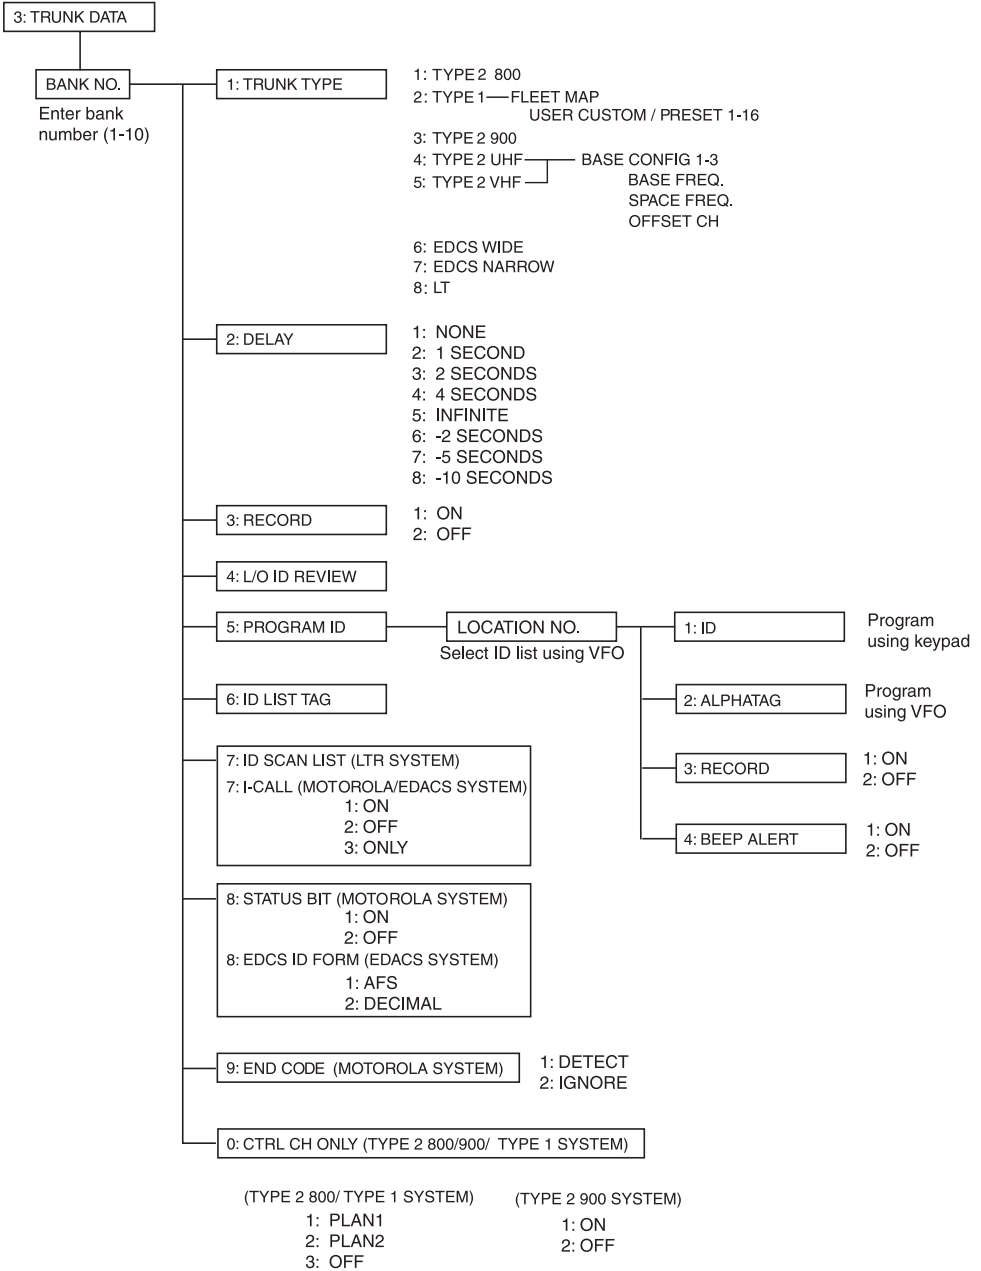 3: TRUNK DATA
BANK NO.
Enter bank
number (1-10)
1: TRUNK TYPE
1: TYPE 2 800
2: TYPE 1 FLEET MAP
USER CUSTOM / PRESET 1-16
3: TYPE 2 900
4: TYPE 2 UHF BASE CONFIG 1-3
5: TYPE 2 VHF BASE FREQ.
SPACE FREQ.
OFFSET CH
6: EDCS WIDE
7: EDCS NARROW
8: LT
2: DELAY
1: NONE
2: 1 SECOND
3: 2 SECONDS
4: 4 SECONDS
5: INFINITE
6: -2 SECONDS
7: -5 SECONDS
8: -10 SECONDS
3: RECORD
1: ON
2: OFF
4: L/O ID REVIEW
5: PROGRAM ID
LOCATION NO.
Select ID list using VFO
1: ID
Program
using keypad
2: ALPHATAG
Program
using VFO
3: RECORD
1: ON
2: OFF
4: BEEP ALERT
1: ON
2: OFF
6: ID LIST TAG
7: ID SCAN LIST (LTR SYSTEM)
7: I-CALL (MOTOROLA/EDACS SYSTEM)
1: ON
2: OFF
3: ONLY
8: STATUS BIT (MOTOROLA SYSTEM)
1: ON
2: OFF
8: EDCS ID FORM (EDACS SYSTEM)
1: AFS
2: DECIMAL
9: END CODE (MOTOROLA SYSTEM)
1: DETECT
2: IGNORE
0: CTRL CH ONLY (TYPE 2 800/900/ TYPE 1 SYSTEM)
(TYPE 2 800/ TYPE 1 SYSTEM)
1: PLAN1
2: PLAN2
3: OFF
(TYPE 2 900 SYSTEM)
1: ON
2: OFF